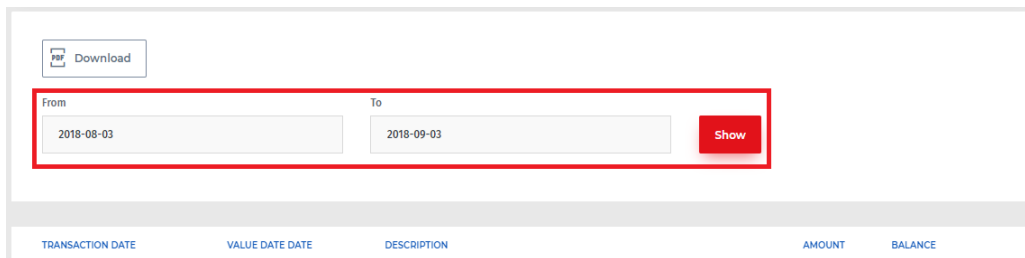 PDF Download
From To
2018-08-03 2018-09-03 Show
TRANSACTION DATE VALUE DATE DATE DESCRIPTION AMOUNT BALANCE